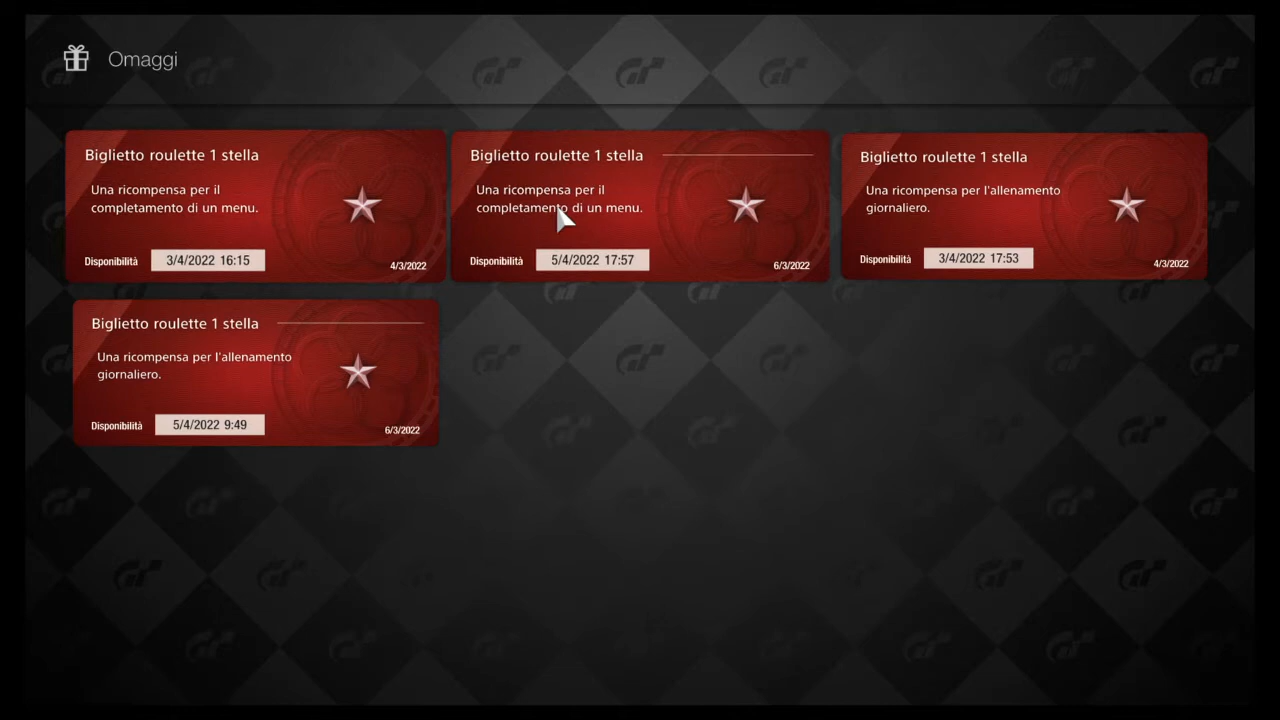 Omaggi
Biglietto roulette 1 stella
Una ricompensa per il
completamento di un menu.
Disponibilità 3/4/2022 16:15
4/3/2022
Biglietto roulette 1 stella
Una ricompensa per il
completamento di un menu.
Disponibilità 5/4/2022 17:57
6/3/2022
Biglietto roulette 1 stella
Una ricompensa per l'allenamento
giornaliero.
Disponibilità 3/4/2022 17:53
4/3/2022
Biglietto roulette 1 stella
Una ricompensa per l'allenamento
giornaliero.
Disponibilità 5/4/2022 9:49
6/3/2022